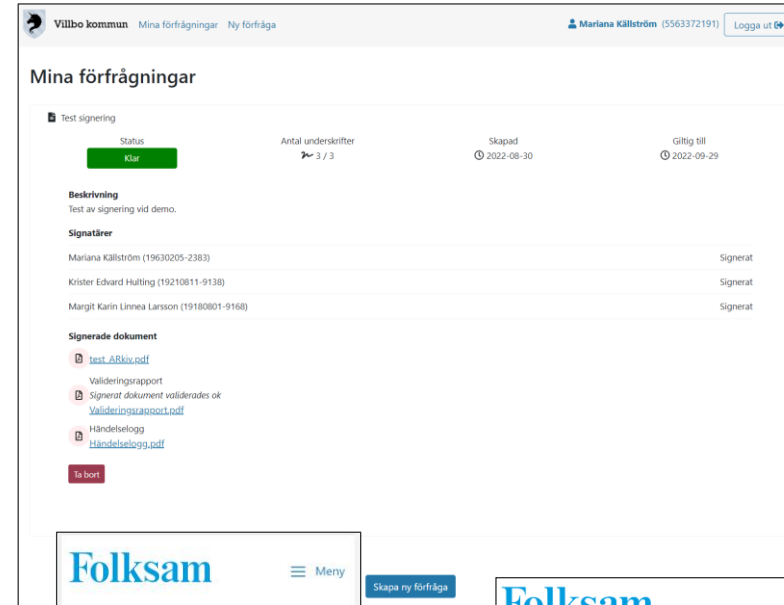 Villbo kommun Mina förfrågningar Ny förfråga Mariana Källström (5563372191) Logga ut
Mina förfrågningar
Test signering
Status Antal underskrifter Skapad Giltig till
Klar 3 / 3 2022-08-30 2022-09-29
Beskrivning
Test av signering vid demo.
Signatärer
Mariana Källström (19630205-2383) Signerat
Krister Edvard Hulting (19210811-9138) Signerat
Margit Karin Linnea Larsson (19180801-9168) Signerat
Signerade dokument
test_ARkiv.pdf
Valideringsrapport
Signerat dokument validerades ok
Valideringsrapport.pdf
Händelselogg
Händelselogg.pdf
Ta bort
Folksam Meny
Skapa ny förfråga
Folksam